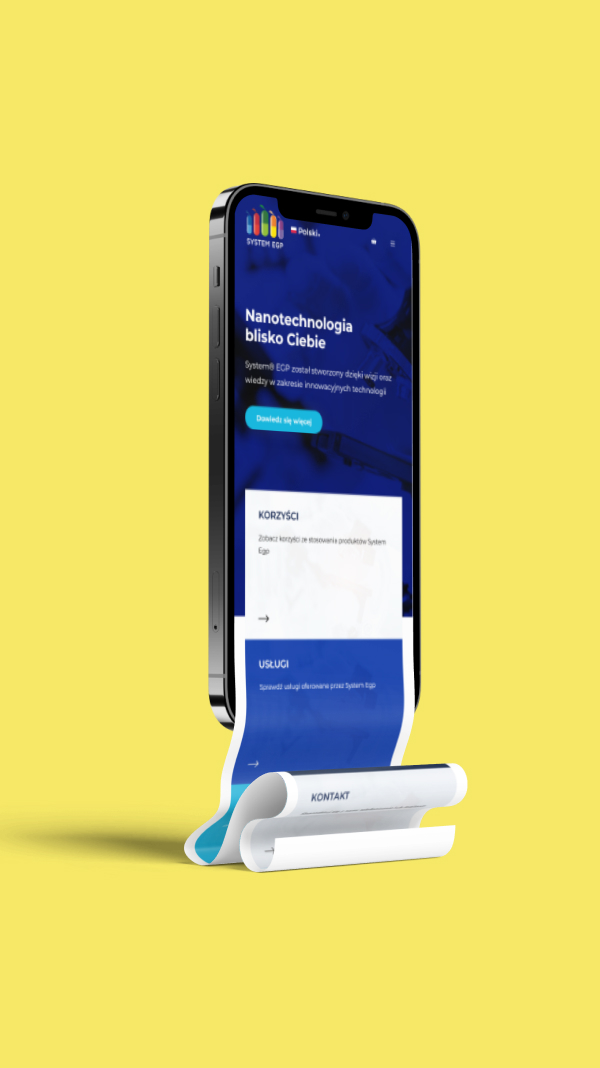 SYSTEM EGP
Polski
Nanotechnologia
blisko Ciebie
System® EGP został stworzony dzięki wizji oraz
wiedzy w zakresie innowacyjnych technologii
Dowiedz się więcej
KORZYŚCI
Zobacz korzyści ze stosowania produktów System
Egp
USŁUGI
Sprawdź usługi oferowane przez System Egp
KONTAKT